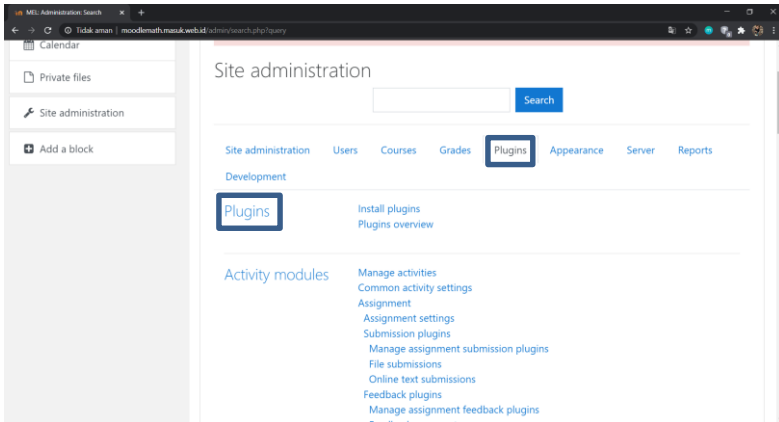 MEL: Administration: Search
Tidak aman | moodlemath.masuk.web.id/admin/search.php?query
Calendar
Private files
Site administration
Add a block
Site administration
Search
Site administration Users Courses Grades Plugins Appearance Server Reports
Development
Plugins
Install plugins
Plugins overview
Activity modules
Manage activities
Common activity settings
Assignment
Assignment settings
Submission plugins
Manage assignment submission plugins
File submissions
Online text submissions
Feedback plugins
Manage assignment feedback plugins